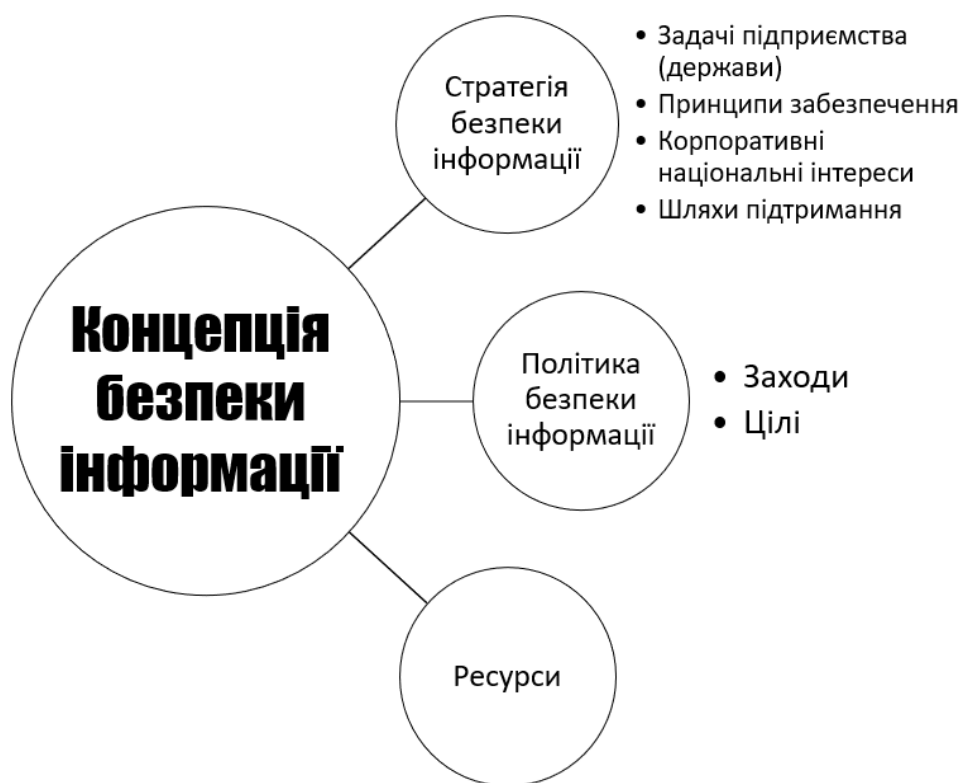 Стратегія
безпеки
інформації
• Задачі підприємства
(держави)
• Принципи забезпечення
• Корпоративні
національні інтереси
• Шляхи підтримання
Концепція
безпеки
інформації
Політика
безпеки
інформації
• Заходи
• Цілі
Ресурси